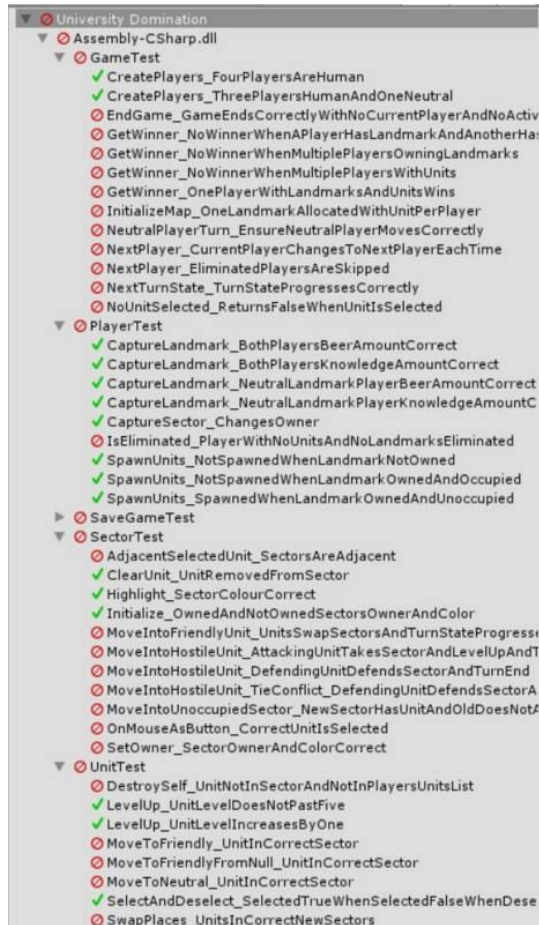 University Domination
Assembly-CSharp.dll
GameTest
CreatePlayers_FourPlayersAreHuman
CreatePlayers_ThreePlayersHumanAndOneNeutral
EndGame_GameEndsCorrectlyWithNoCurrentPlayerAndNoActiv
GetWinner_NoWinnerWhenAPlayerHasLandmarkAndAnotherHas
GetWinner_NoWinnerWhenMultiplePlayersOwningLandmarks
GetWinner_NoWinnerWhenMultiplePlayersWithUnits
GetWinner_OnePlayerWithLandmarksAndUnitsWins
InitializeMap_OneLandmarkAllocatedWithUnitPerPlayer
NeutralPlayerTurn_EnsureNeutralPlayerMovesCorrectly
NextPlayer_CurrentPlayerChangesToNextPlayerEachTime
NextPlayer_EliminatedPlayersAreSkipped
NextTurnState_TurnStateProgressesCorrectly
NoUnitSelected_ReturnsFalseWhenUnitIsSelected
PlayerTest
CaptureLandmark_BothPlayersBeerAmountCorrect
CaptureLandmark_BothPlayersKnowledgeAmountCorrect
CaptureLandmark_NeutralLandmarkPlayerBeerAmountCorrect
CaptureLandmark_NeutralLandmarkPlayerKnowledgeAmountC
CaptureSector_ChangesOwner
IsEliminated_PlayerWithNoUnitsAndNoLandmarksEliminated
SpawnUnits_NotSpawnedWhenLandmarkNotOwned
SpawnUnits_NotSpawnedWhenLandmarkOwnedAndOccupied
SpawnUnits_SpawnedWhenLandmarkOwnedAndUnoccupied
SaveGameTest
SectorTest
AdjacentSelectedUnit_SectorsAreAdjacent
ClearUnit_UnitRemovedFromSector
Highlight_SectorColourCorrect
Initialize_OwnedAndNotOwnedSectorsOwnerAndColor
MoveIntoFriendlyUnit_UnitsSwapSectorsAndTurnStateProgresse
MoveIntoHostileUnit_AttackingUnitTakesSectorAndLevelUpAndT
MoveIntoHostileUnit_DefendingUnitDefendsSectorAndTurnEnd
MoveIntoHostileUnit_TieConflict_DefendingUnitDefendsSectorA
MoveIntoUnoccupiedSector_NewSectorHasUnitAndOldDoesNotA
OnMouseAsButton_CorrectUnitIsSelected
SetOwner_SectorOwnerAndColorCorrect
UnitTest
DestroySelf_UnitNotInSectorAndNotInPlayersUnitsList
LevelUp_UnitLevelDoesNotPastFive
LevelUp_UnitLevelIncreasesByOne
MoveToFriendly_UnitInCorrectSector
MoveToFriendlyFromNull_UnitInCorrectSector
MoveToNeutral_UnitInCorrectSector
SelectAndDeselect_SelectedTrueWhenSelectedFalseWhenDese
SwapPlaces_UnitsInCorrectNewSectors